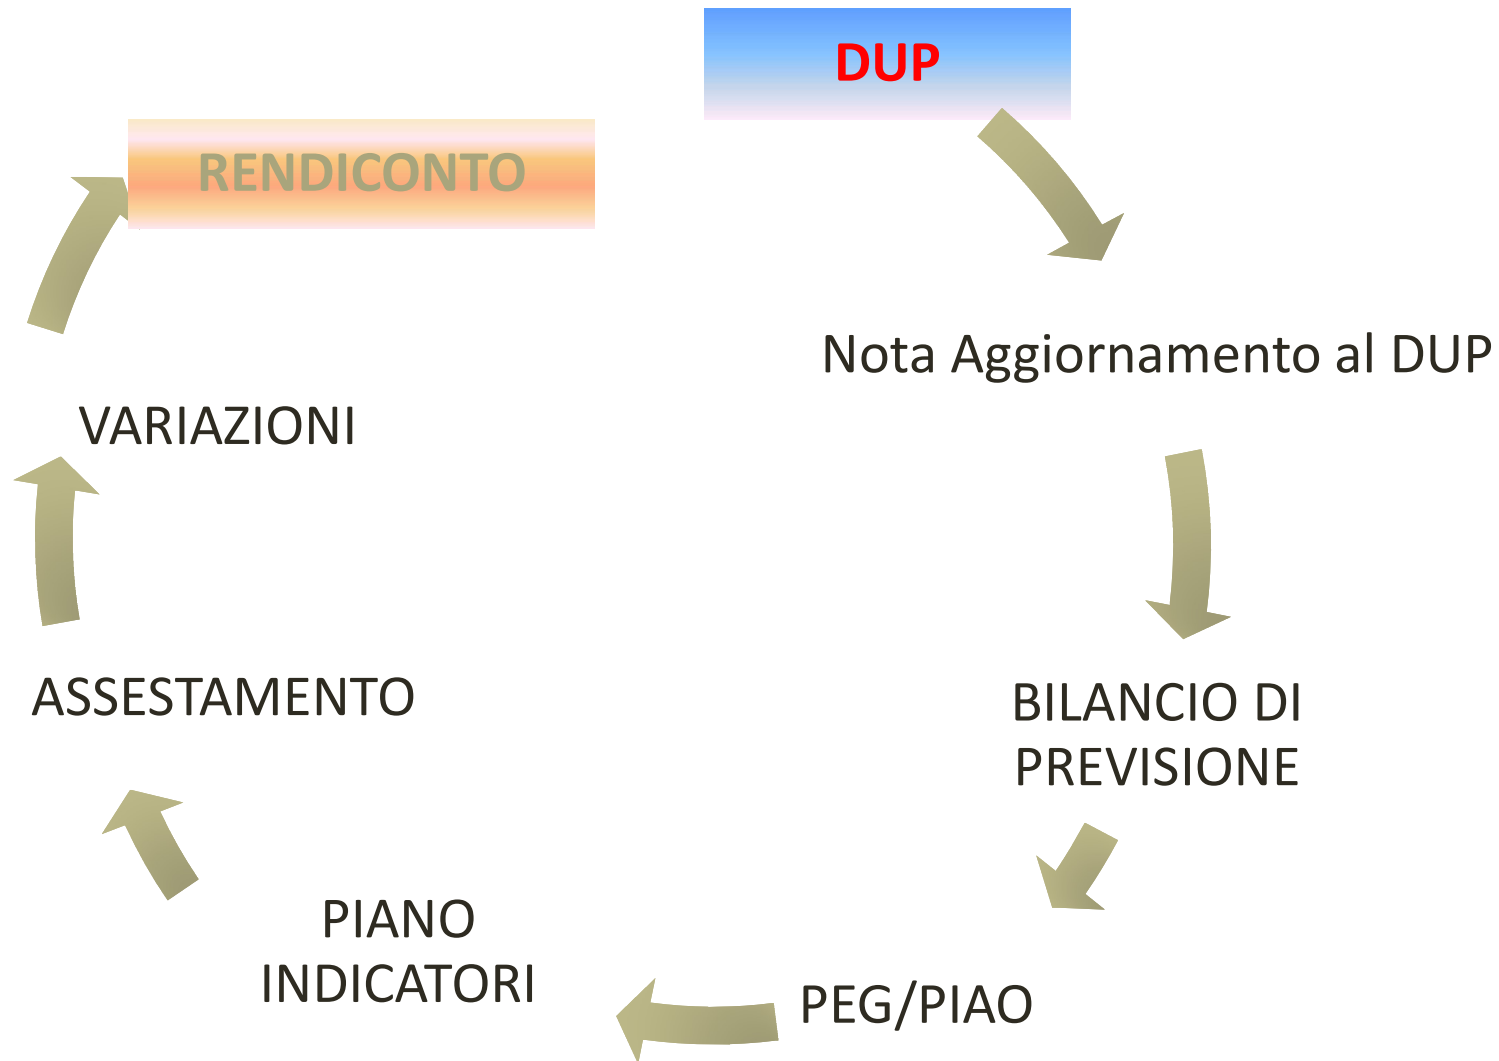 DUP
RENDICONTO
Nota Aggiornamento al DUP
VARIAZIONI
ASSESTAMENTO
BILANCIO DI
PREVISIONE
PIANO
INDICATORI
PEG/PIAO